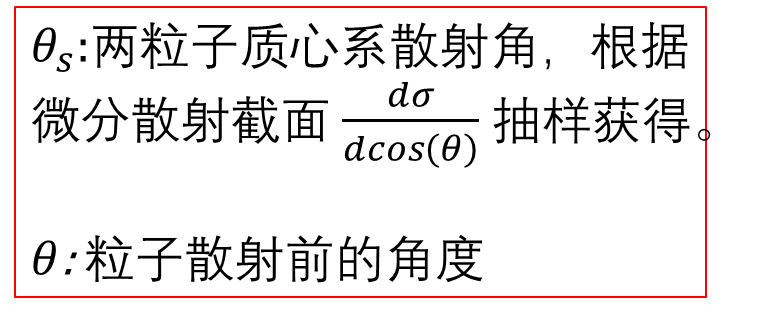 θₛ:两粒子质心系散射角，根据
微分散射截面 dσ/dcos(θ) 抽样获得。
θ:粒子散射前的角度